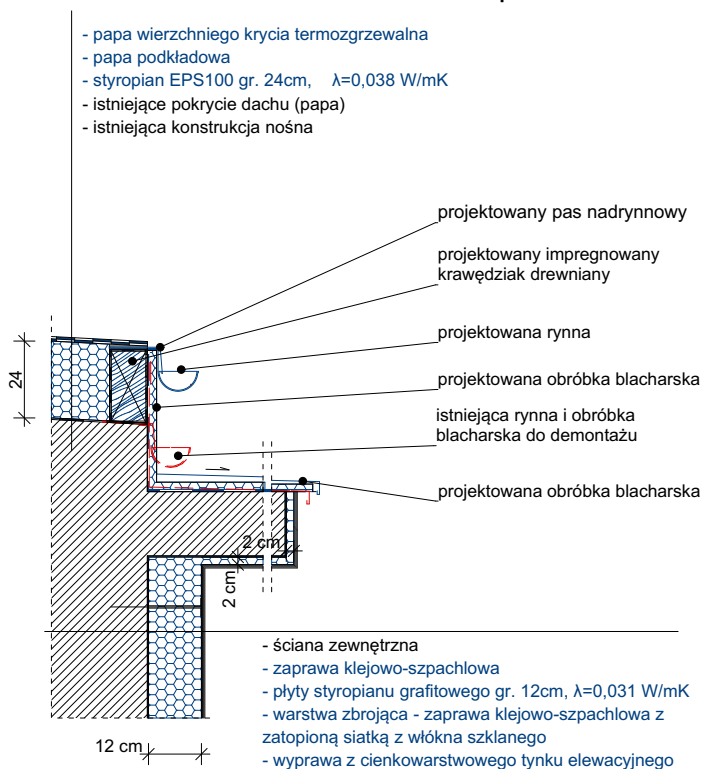 - papa wierzchniego krycia termozgrzewalna
- papa podkładowa
- styropian EPS100 gr. 24cm, λ=0,038 W/mK
- istniejące pokrycie dachu (papa)
- istniejąca konstrukcja nośna
projektowany pas nadrynnowy
projektowany impregnowany
krawędziak drewniany
projektowana rynna
24
projektowana obróbka blacharska
istniejąca rynna i obróbka
blacharska do demontażu
projektowana obróbka blacharska
2 cm
2 cm
- ściana zewnętrzna
- zaprawa klejowo-szpachlowa
- płyty styropianu grafitowego gr. 12cm, λ=0,031 W/mK
- warstwa zbrojąca - zaprawa klejowo-szpachlowa z
zatopioną siatką z włókna szklanego
- wyprawa z cienkowarstwowego tynku elewacyjnego
12 cm